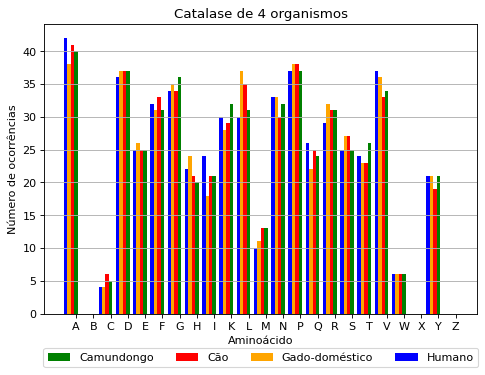 Catalase de 4 organismos
Número de ocorrências
40
35
30
25
20
15
10
5
0
A B C D E F G H I K L M N P Q R S T V W X Y Z
Aminoácido
Camundongo Cão Gado-doméstico Humano